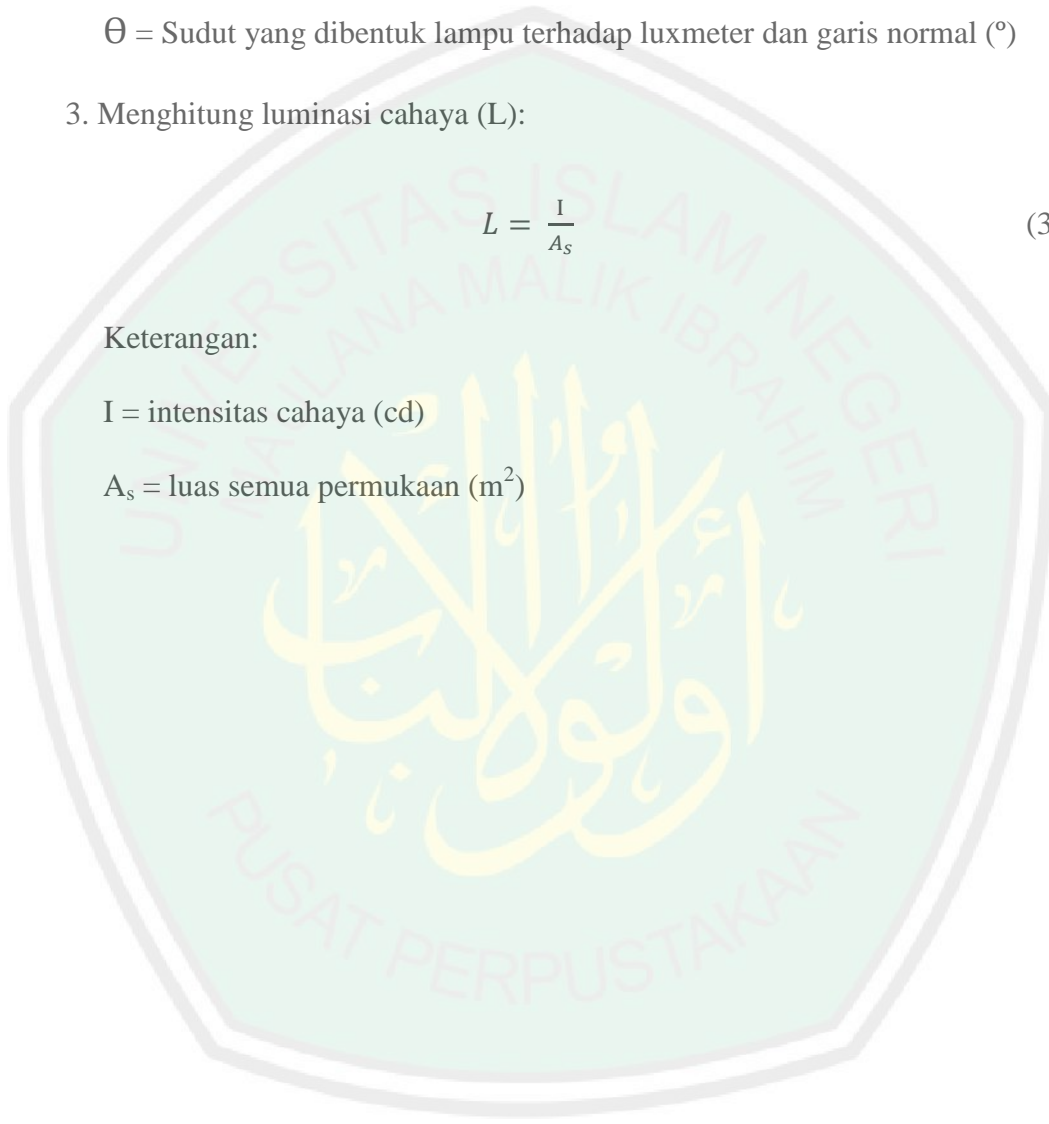 Ɵ = Sudut yang dibentuk lampu terhadap luxmeter dan garis normal (º)
3. Menghitung luminasi cahaya (L):
L = I / A_s (3
Keterangan:
I = intensitas cahaya (cd)
A_s = luas semua permukaan (m²)
UNIVERSITAS ISLAM NEGERI
MAULANA MALIK IBRAHIM
PUSAT PERPUSTAKAAN